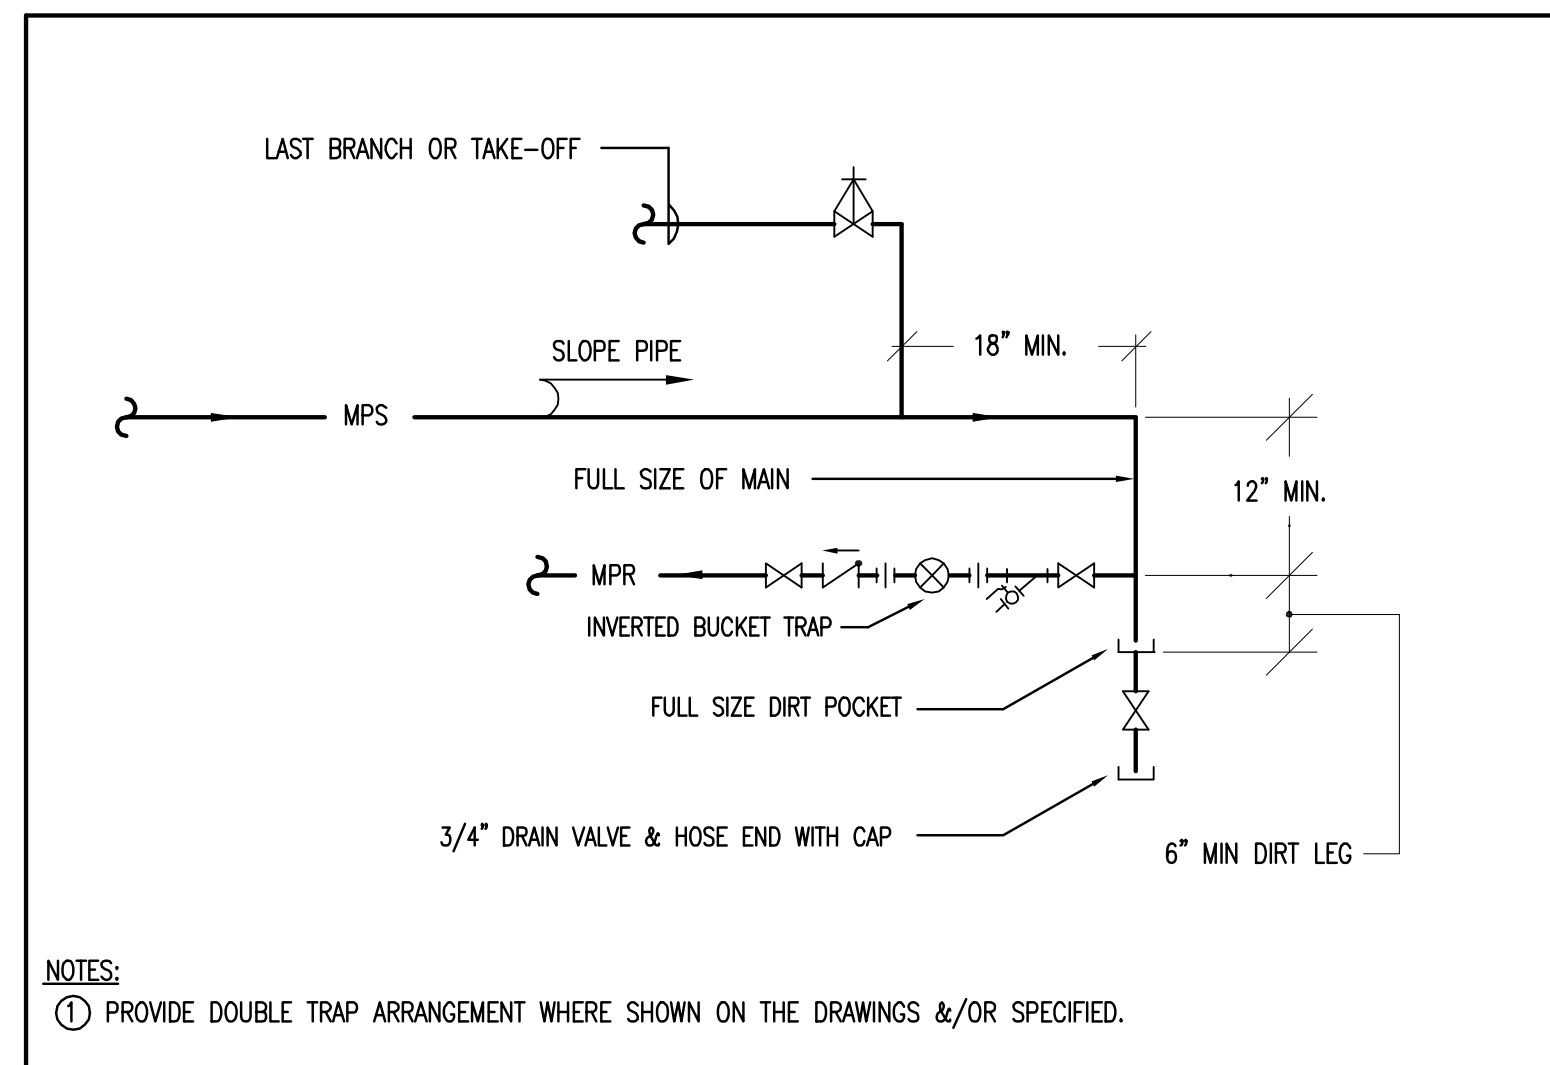 LAST BRANCH OR TAKE-OFF
18" MIN.
SLOPE PIPE
MPS
FULL SIZE OF MAIN
12" MIN.
MPR
INVERTED BUCKET TRAP
FULL SIZE DIRT POCKET
3/4" DRAIN VALVE & HOSE END WITH CAP
6" MIN DIRT LEG
NOTES:
1 PROVIDE DOUBLE TRAP ARRANGEMENT WHERE SHOWN ON THE DRAWINGS &/OR SPECIFIED.